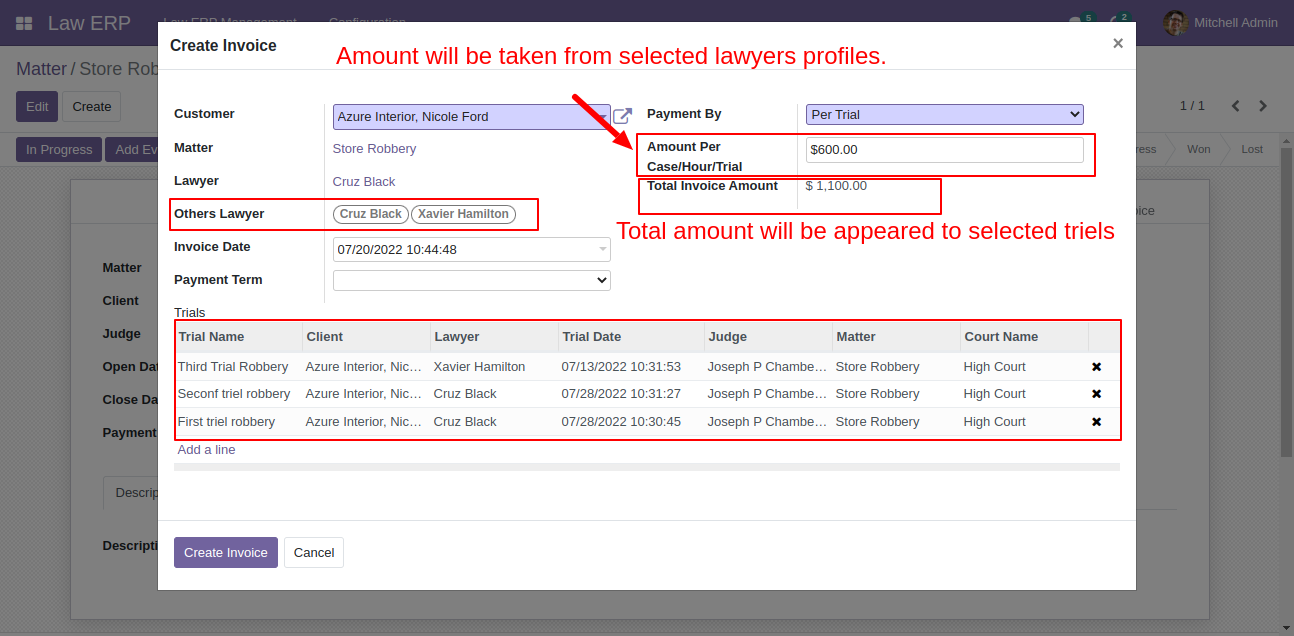 Law ERP
Law ERP Management
Configuration
5
2
Mitchell Admin
Matter / Store Rob
Edit
Create
1 / 1
In Progress
Add Ev
ress
Won
Lost
oice
Matter
Client
Judge
Open Dat
Close Da
Payment
Descrip
Descripti
Create Invoice
×
Amount will be taken from selected lawyers profiles.
Customer
Azure Interior, Nicole Ford
Payment By
Per Trial
Matter
Store Robbery
Amount Per
Case/Hour/Trial
$600.00
Lawyer
Cruz Black
Total Invoice Amount
$ 1,100.00
Others Lawyer
Cruz Black
Xavier Hamilton
Total amount will be appeared to selected triels
Invoice Date
07/20/2022 10:44:48
Payment Term
Trials
Trial Name Client Lawyer Trial Date Judge Matter Court Name
Third Trial Robbery Azure Interior, Nic… Xavier Hamilton 07/13/2022 10:31:53 Joseph P Chambe… Store Robbery High Court
Seconf triel robbery Azure Interior, Nic… Cruz Black 07/28/2022 10:31:27 Joseph P Chambe… Store Robbery High Court
First triel robbery Azure Interior, Nic… Cruz Black 07/28/2022 10:30:45 Joseph P Chambe… Store Robbery High Court
Add a line
Create Invoice
Cancel